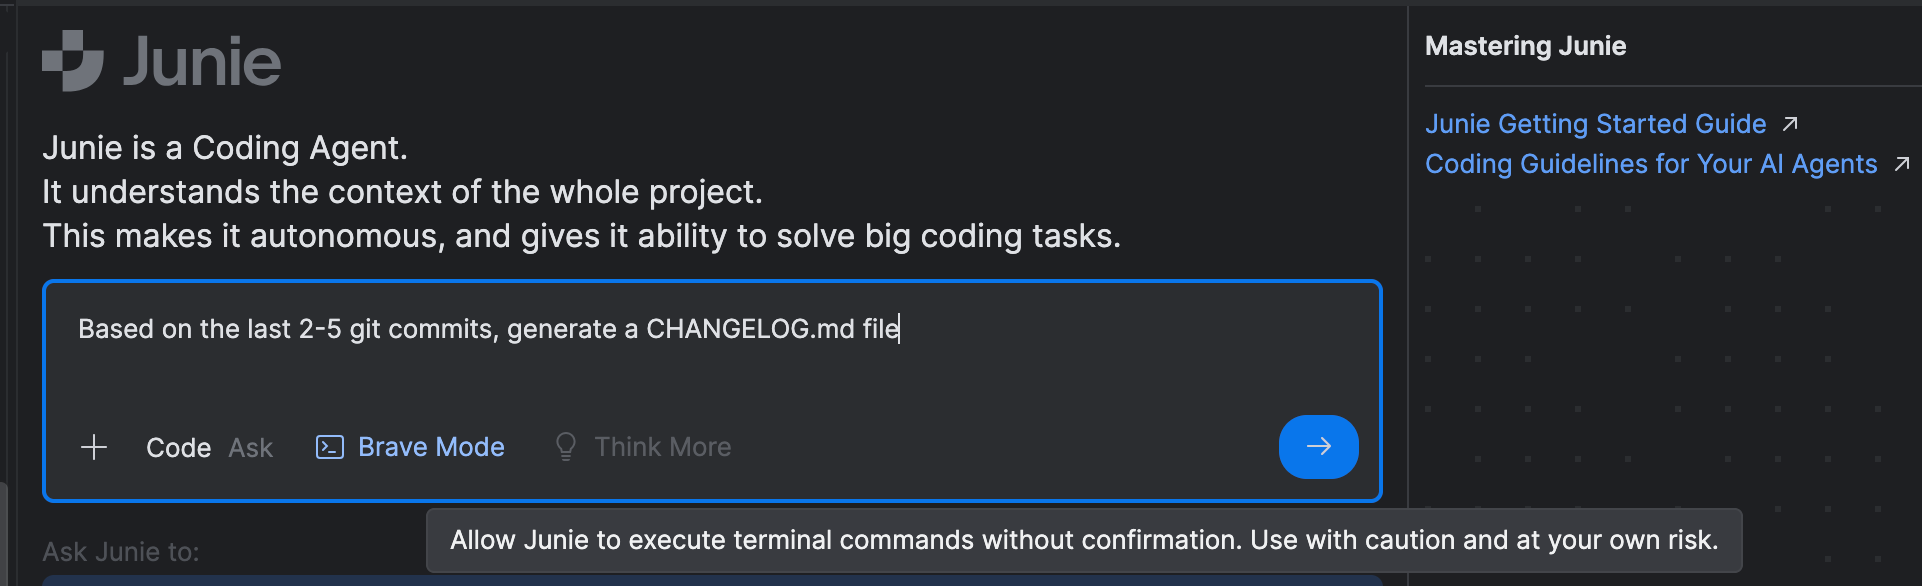 Junie
Junie is a Coding Agent.
It understands the context of the whole project.
This makes it autonomous, and gives it ability to solve big coding tasks.
Based on the last 2-5 git commits, generate a CHANGELOG.md file
Code Ask Brave Mode Think More
Allow Junie to execute terminal commands without confirmation. Use with caution and at your own risk.
Ask Junie to:
Mastering Junie
Junie Getting Started Guide ↗
Coding Guidelines for Your AI Agents ↗